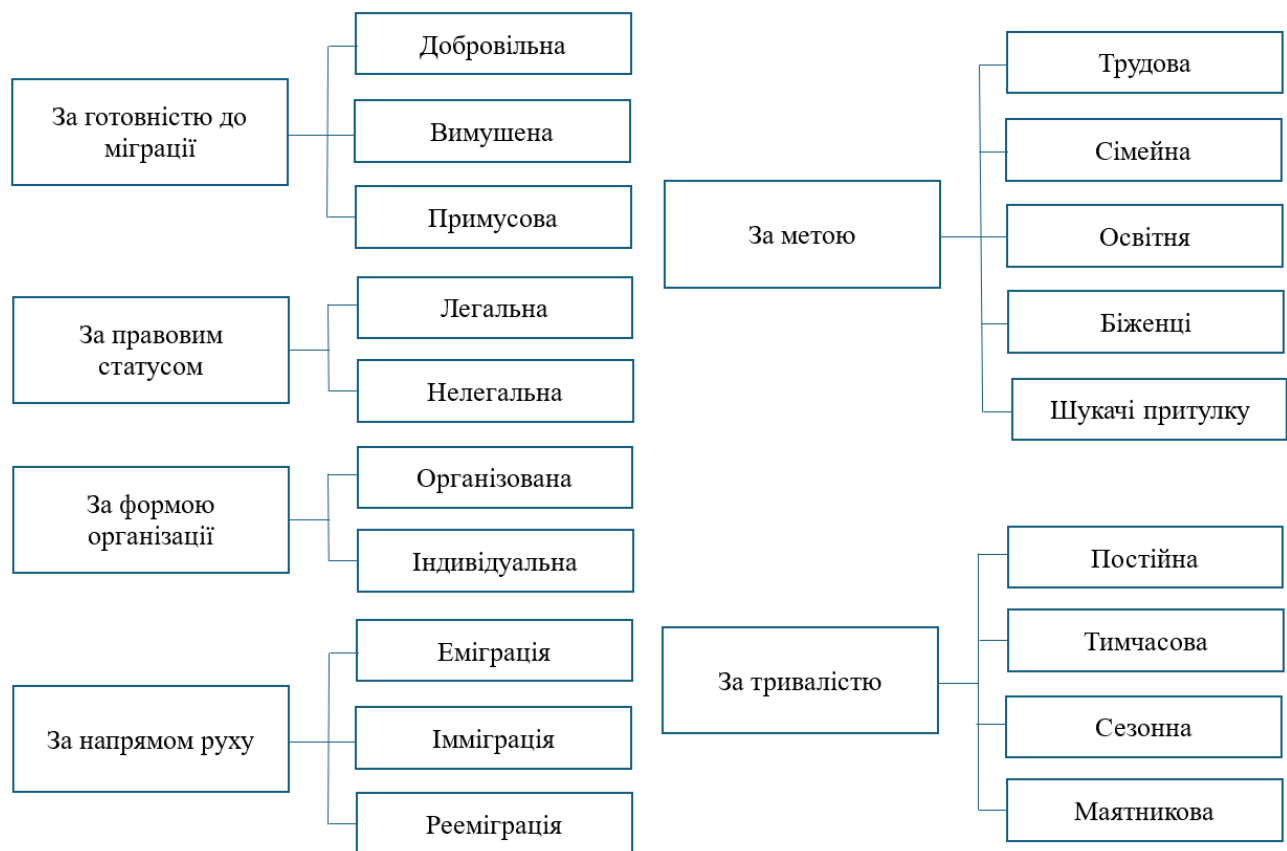 За готовністю до
міграції
Добровільна
Вимушена
Примусова
За правовим
статусом
Легальна
Нелегальна
За формою
організації
Організована
Індивідуальна
За напрямом руху
Еміграція
Імміграція
Рееміграція
За метою
Трудова
Сімейна
Освітня
Біженці
Шукачі притулку
За тривалістю
Постійна
Тимчасова
Сезонна
Маятникова